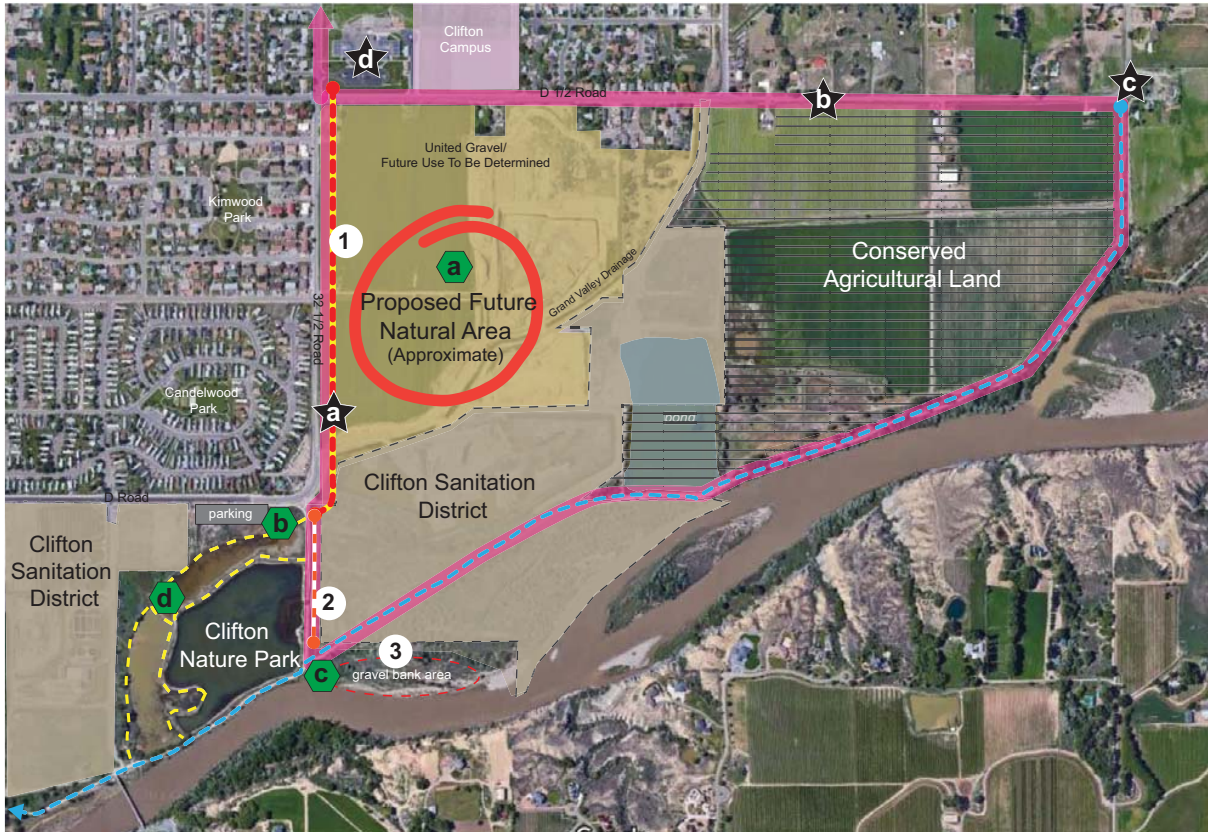 d
Clifton
Campus
D 1/2 Road
b
c
United Gravel/
Future Use To Be Determined
Kimwood
Park
1
a
Proposed Future
Natural Area
(Approximate)
Grand Valley Drainage
Conserved
Agricultural Land
32 1/2 Road
Candelwood
Park
a
pond
D Road
parking
b
Clifton Sanitation
District
Clifton
Sanitation
District
d
2
Clifton
Nature Park
3
c
gravel bank area